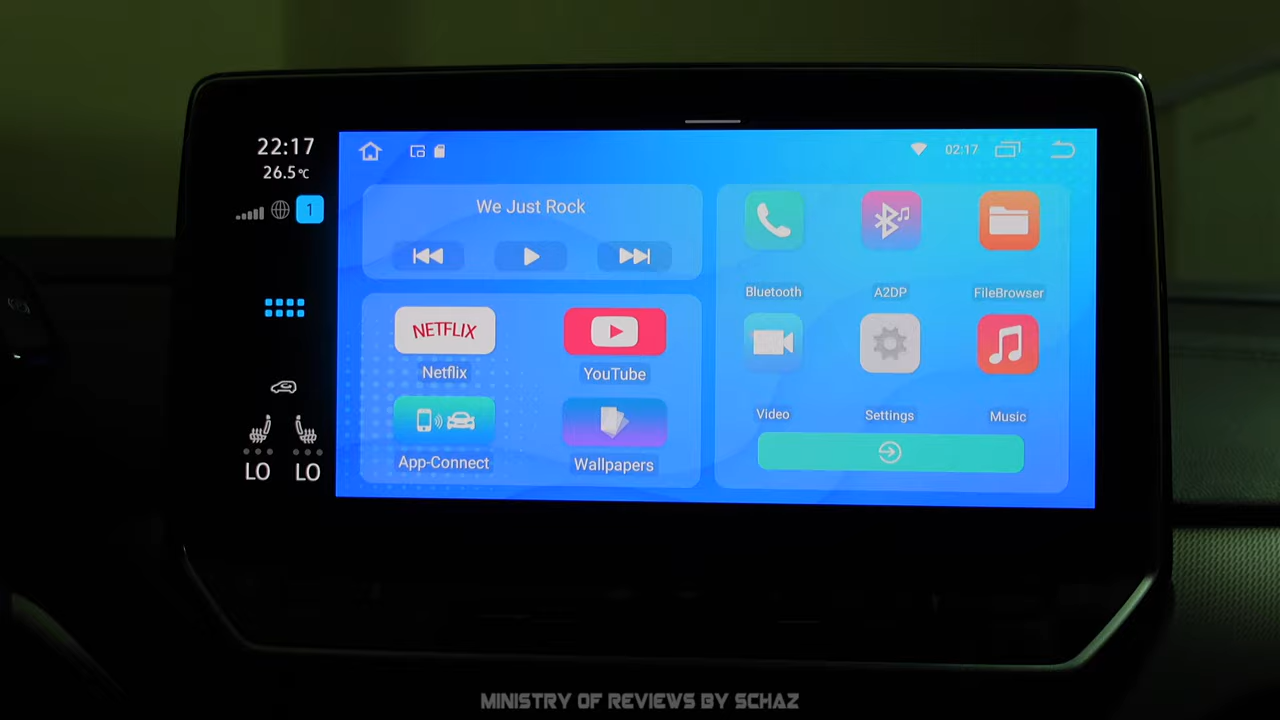 22:17
26.5°C
1
LO LO
02:17
We Just Rock
NETFLIX
Netflix
YouTube
App-Connect
Wallpapers
Bluetooth
A2DP
FileBrowser
Video
Settings
Music
MINISTRY OF REVIEWS BY SCHAZ